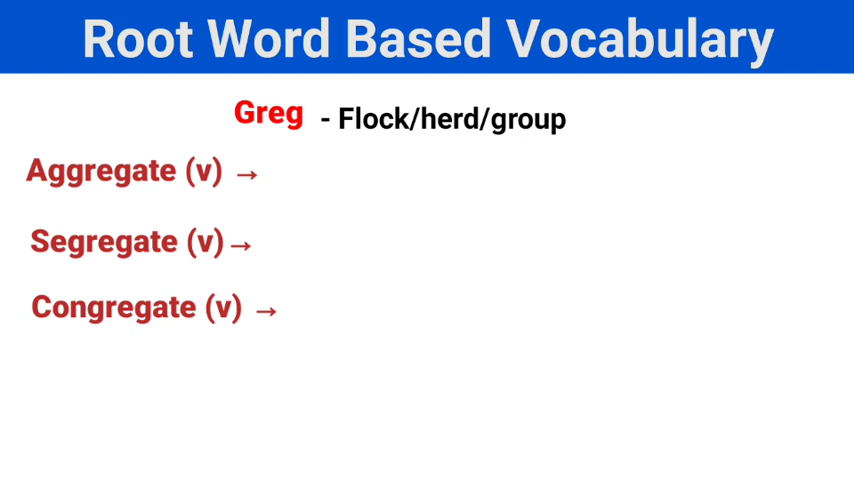 Root Word Based Vocabulary
Greg - Flock/herd/group
Aggregate (v) →
Segregate (v) →
Congregate (v) →